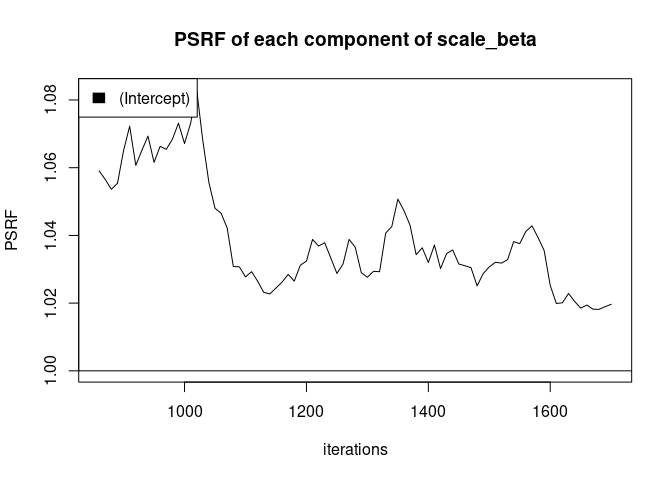 PSRF of each component of scale_beta
(Intercept)
PSRF
1.08
1.06
1.04
1.02
1.00
1000 1200 1400 1600
iterations